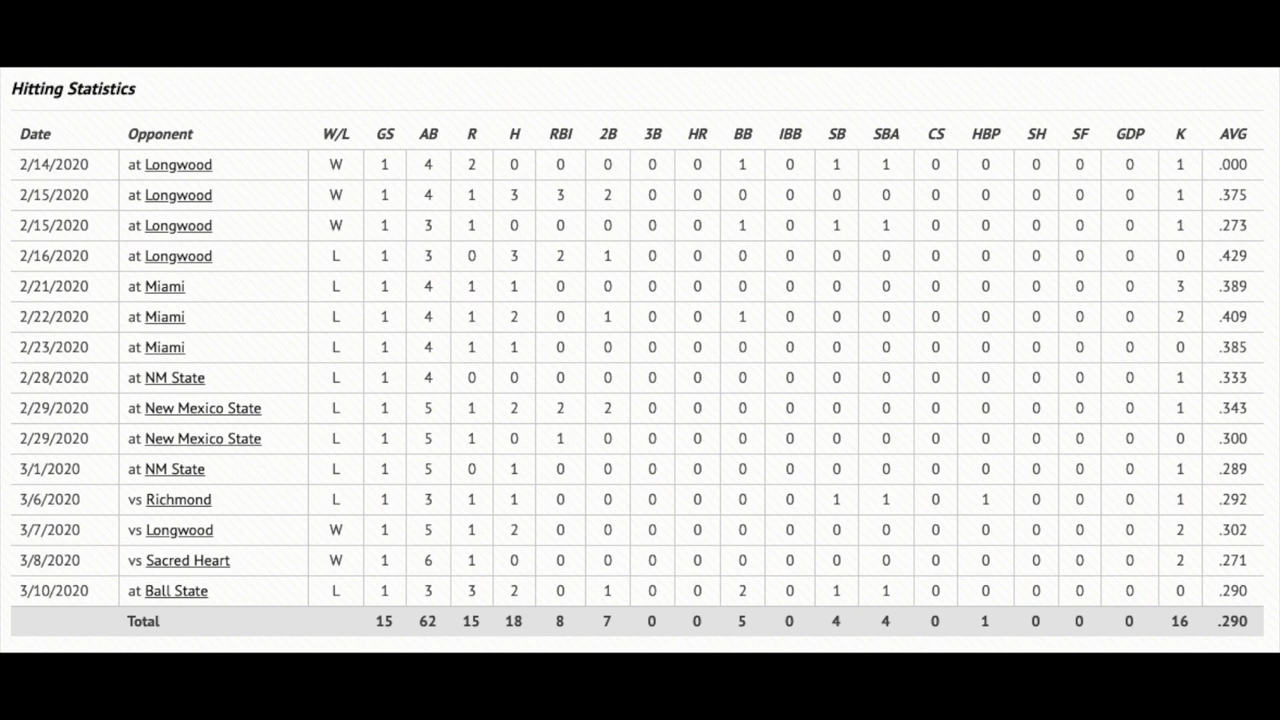 Hitting Statistics
Date Opponent W/L GS AB R H RBI 2B 3B HR BB IBB SB SBA CS HBP SH SF GDP K AVG
2/14/2020 at Longwood W 1 4 2 0 0 0 0 0 1 0 1 1 0 0 0 0 0 1 .000
2/15/2020 at Longwood W 1 4 1 3 3 2 0 0 0 0 0 0 0 0 0 0 0 1 .375
2/15/2020 at Longwood W 1 3 1 0 0 0 0 0 1 0 1 1 0 0 0 0 0 1 .273
2/16/2020 at Longwood L 1 3 0 3 2 1 0 0 0 0 0 0 0 0 0 0 0 0 .429
2/21/2020 at Miami L 1 4 1 1 0 0 0 0 0 0 0 0 0 0 0 0 0 3 .389
2/22/2020 at Miami L 1 4 1 2 0 1 0 0 1 0 0 0 0 0 0 0 0 2 .409
2/23/2020 at Miami L 1 4 1 1 0 0 0 0 0 0 0 0 0 0 0 0 0 0 .385
2/28/2020 at NM State L 1 4 0 0 0 0 0 0 0 0 0 0 0 0 0 0 0 1 .333
2/29/2020 at New Mexico State L 1 5 1 2 2 2 0 0 0 0 0 0 0 0 0 0 0 1 .343
2/29/2020 at New Mexico State L 1 5 1 0 1 0 0 0 0 0 0 0 0 0 0 0 0 0 .300
3/1/2020 at NM State L 1 5 0 1 0 0 0 0 0 0 0 0 0 0 0 0 0 1 .289
3/6/2020 vs Richmond L 1 3 1 1 0 0 0 0 0 0 1 1 0 1 0 0 0 1 .292
3/7/2020 vs Longwood W 1 5 1 2 0 0 0 0 0 0 0 0 0 0 0 0 0 2 .302
3/8/2020 vs Sacred Heart W 1 6 1 0 0 0 0 0 0 0 0 0 0 0 0 0 0 2 .271
3/10/2020 at Ball State L 1 3 3 2 0 1 0 0 2 0 1 1 0 0 0 0 0 0 .290
Total 15 62 15 18 8 7 0 0 5 0 4 4 0 1 0 0 0 16 .290